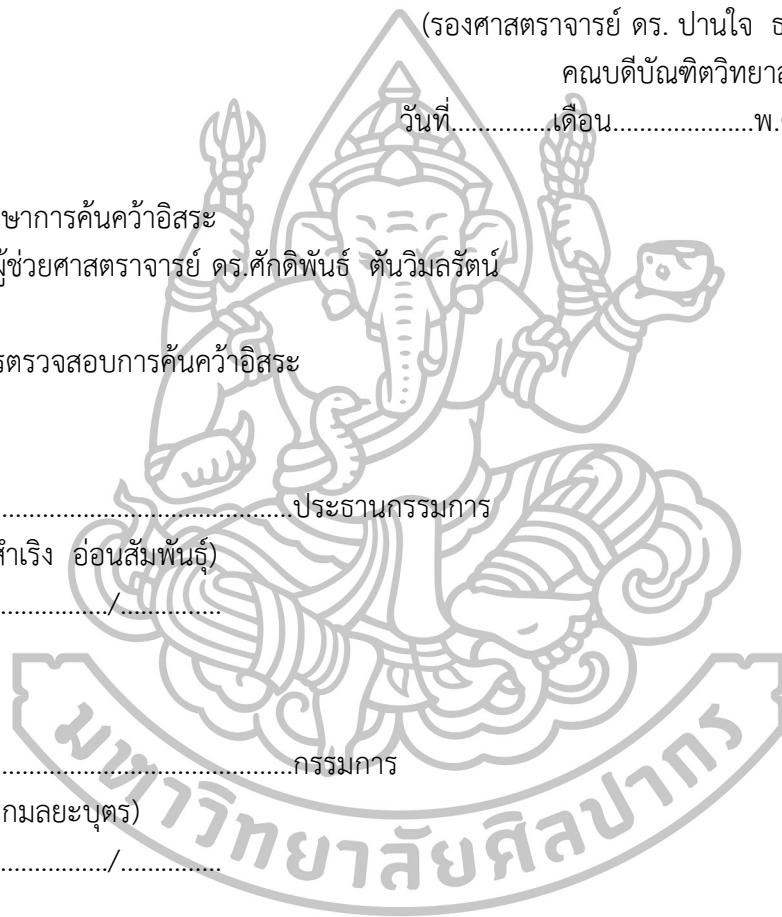 (รองศาสตราจารย์ ดร. ปานใจ
คณบดีบัณฑิตวิทยาล
วันที่...............เดือน.....................พ.
ษาการค้นคว้าอิสระ
ผู้ช่วยศาสตราจารย์ ดร.ศักดิพันธ์ ตันวิมลรัตน์
รตรวจสอบการค้นคว้าอิสระ
............................................ประธานกรรมการ
สำเริง อ่อนสัมพันธุ์)
................/...............
............................................กรรมการ
กมลยะบุตร)
................/...............
มหาวิทยาลัยศิลปากร